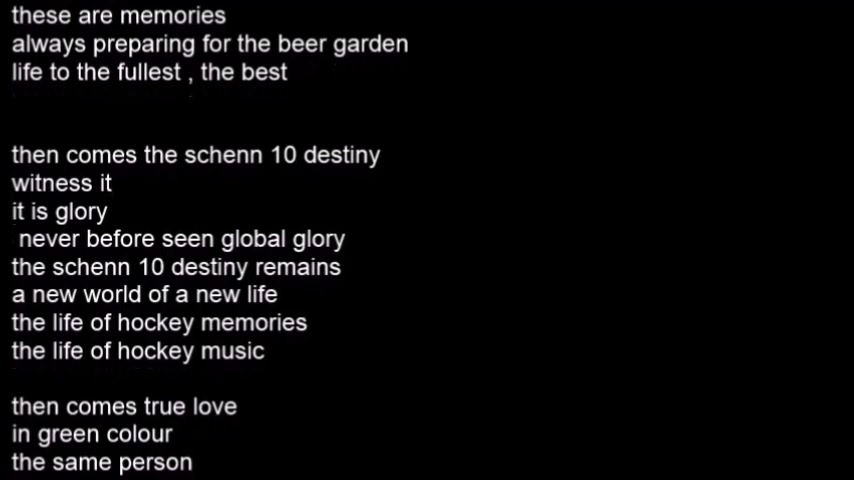 these are memories
always preparing for the beer garden
life to the fullest , the best
then comes the schenn 10 destiny
witness it
it is glory
never before seen global glory
the schenn 10 destiny remains
a new world of a new life
the life of hockey memories
the life of hockey music
then comes true love
in green colour
the same person